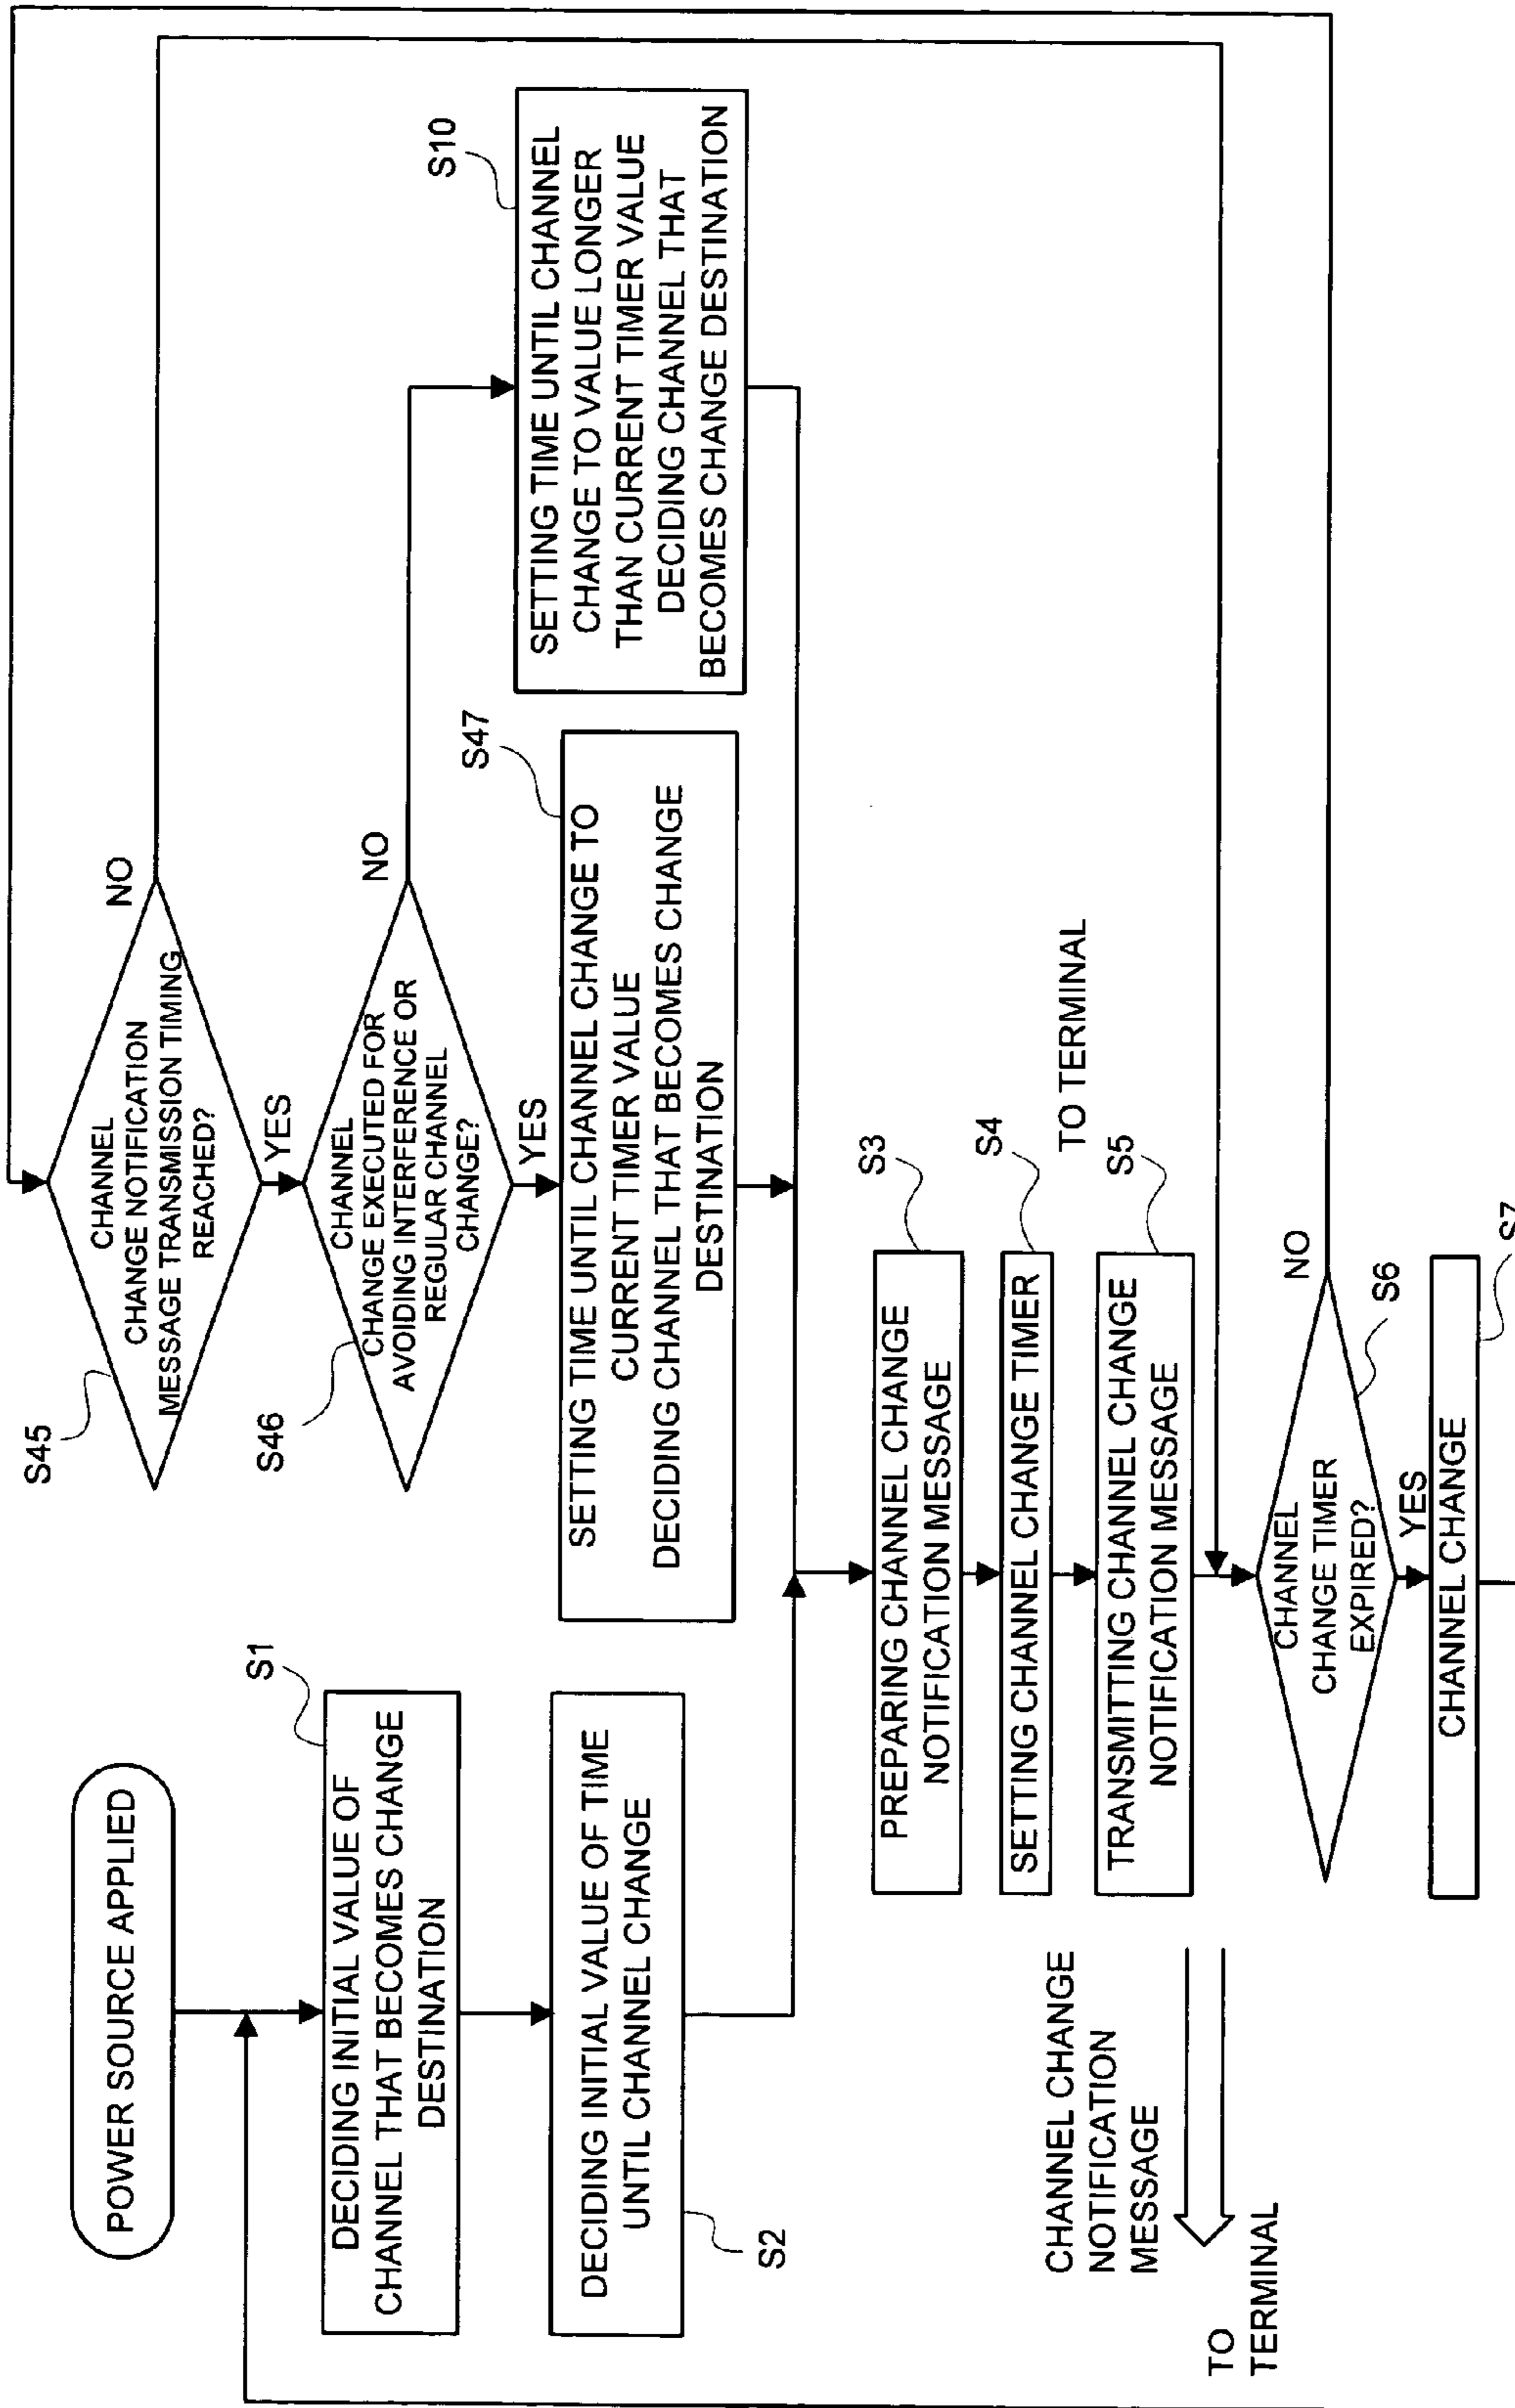 POWER SOURCE APPLIED
S1
DECIDING INITIAL VALUE OF
CHANNEL THAT BECOMES CHANGE
DESTINATION
DECIDING INITIAL VALUE OF TIME
UNTIL CHANNEL CHANGE
S2
S45
CHANNEL
CHANGE NOTIFICATION
MESSAGE TRANSMISSION TIMING
REACHED?
NO
YES
S46
CHANNEL
CHANGE EXECUTED FOR
AVOIDING INTERFERENCE OR
REGULAR CHANNEL
CHANGE?
NO
YES
S47
SETTING TIME UNTIL CHANNEL CHANGE TO
CURRENT TIMER VALUE
DECIDING CHANNEL THAT BECOMES CHANGE
DESTINATION
S10
SETTING TIME UNTIL CHANNEL
CHANGE TO VALUE LONGER
THAN CURRENT TIMER VALUE
DECIDING CHANNEL THAT
BECOMES CHANGE DESTINATION
PREPARING CHANNEL CHANGE
NOTIFICATION MESSAGE
S3
SETTING CHANNEL CHANGE TIMER
S4
TO TERMINAL
TRANSMITTING CHANNEL CHANGE
NOTIFICATION MESSAGE
S5
CHANNEL CHANGE
NOTIFICATION
MESSAGE
TO
TERMINAL
CHANNEL
CHANGE TIMER
EXPIRED?
NO
S6
YES
CHANNEL CHANGE
S7